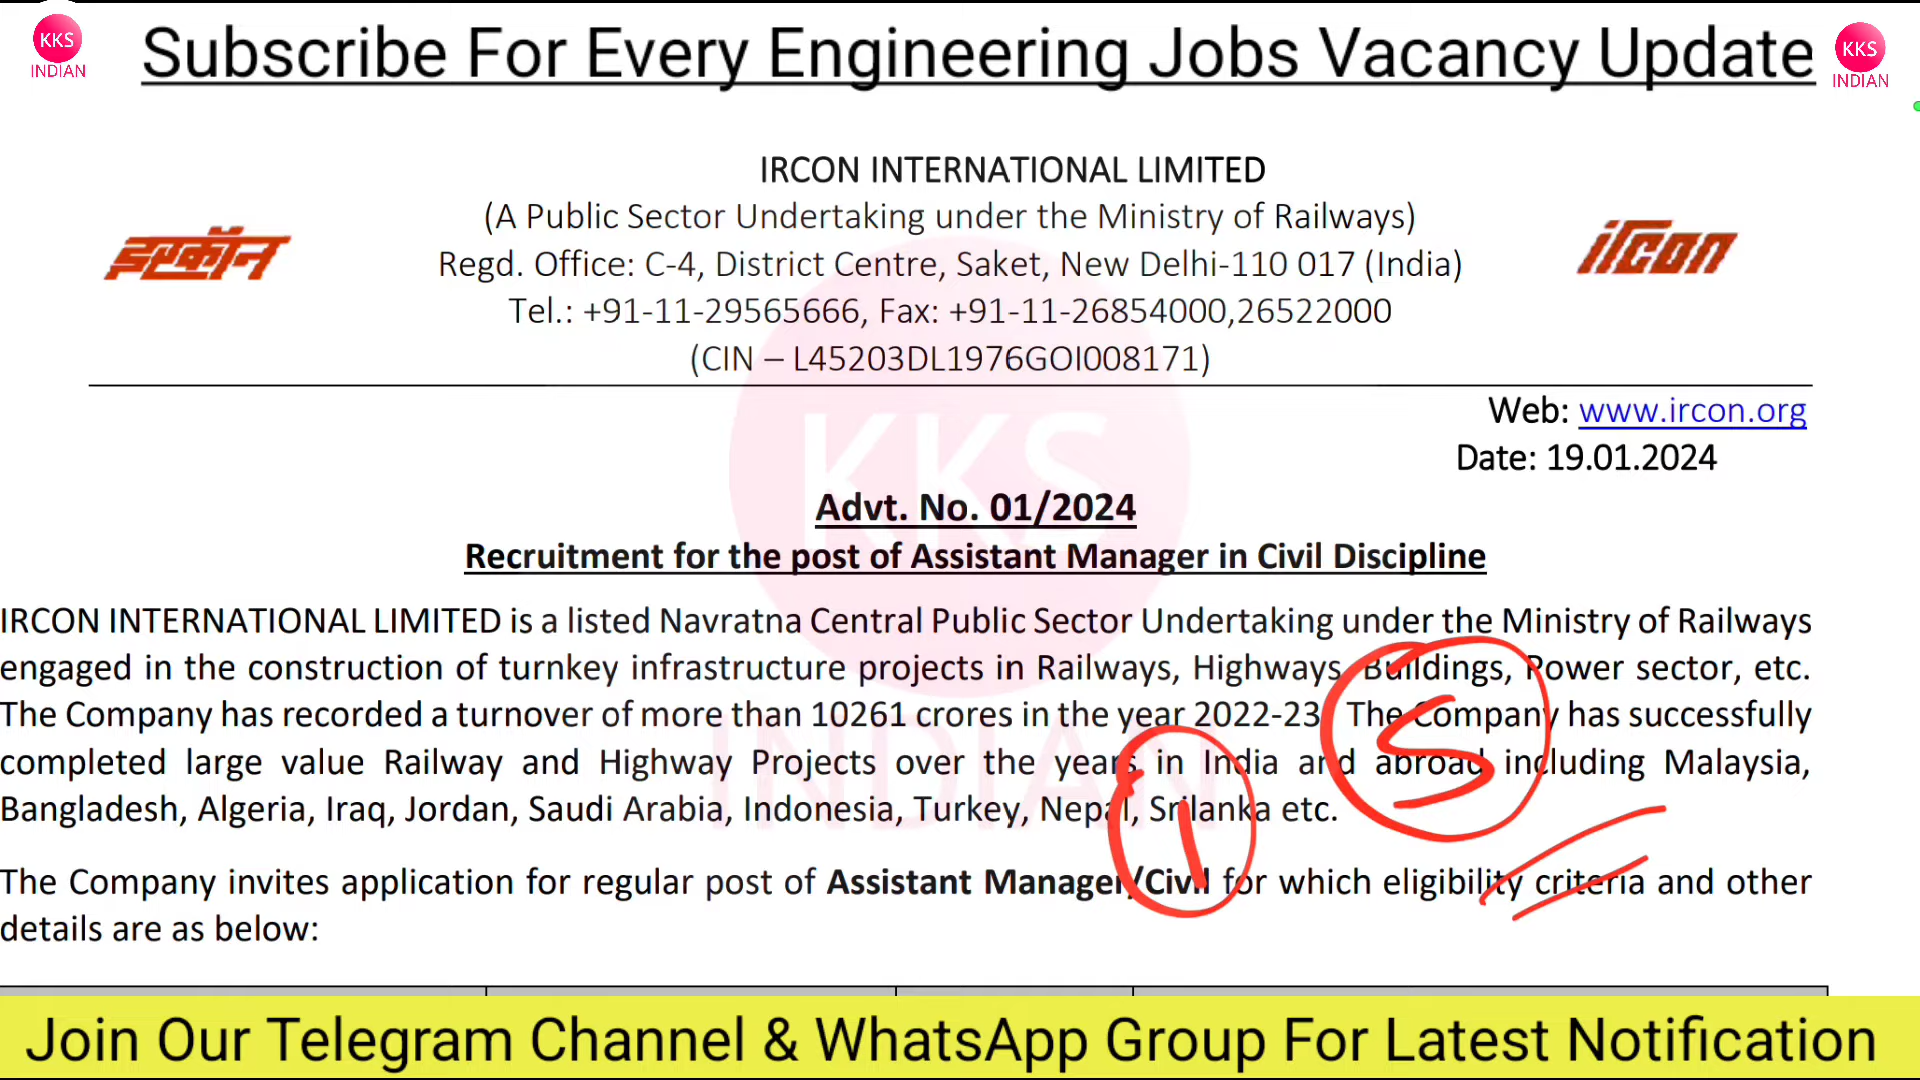 KKS
INDIAN
Subscribe For Every Engineering Jobs Vacancy Update
KKS
INDIAN
IRCON INTERNATIONAL LIMITED
(A Public Sector Undertaking under the Ministry of Railways)
इरकॉन
Regd. Office: C-4, District Centre, Saket, New Delhi-110 017 (India)
ircon
Tel.: +91-11-29565666, Fax: +91-11-26854000,26522000
(CIN – L45203DL1976GOI008171)
Web: www.ircon.org
Date: 19.01.2024
KKS
INDIAN
Advt. No. 01/2024
Recruitment for the post of Assistant Manager in Civil Discipline
IRCON INTERNATIONAL LIMITED is a listed Navratna Central Public Sector Undertaking under the Ministry of Railways
engaged in the construction of turnkey infrastructure projects in Railways, Highways, Buildings, Power sector, etc.
The Company has recorded a turnover of more than 10261 crores in the year 2022-23. The Company has successfully
completed large value Railway and Highway Projects over the years in India and abroad including Malaysia,
Bangladesh, Algeria, Iraq, Jordan, Saudi Arabia, Indonesia, Turkey, Nepal, Srilanka etc.
S
1
The Company invites application for regular post of Assistant Manager/Civil for which eligibility criteria and other
details are as below:
Join Our Telegram Channel & WhatsApp Group For Latest Notification